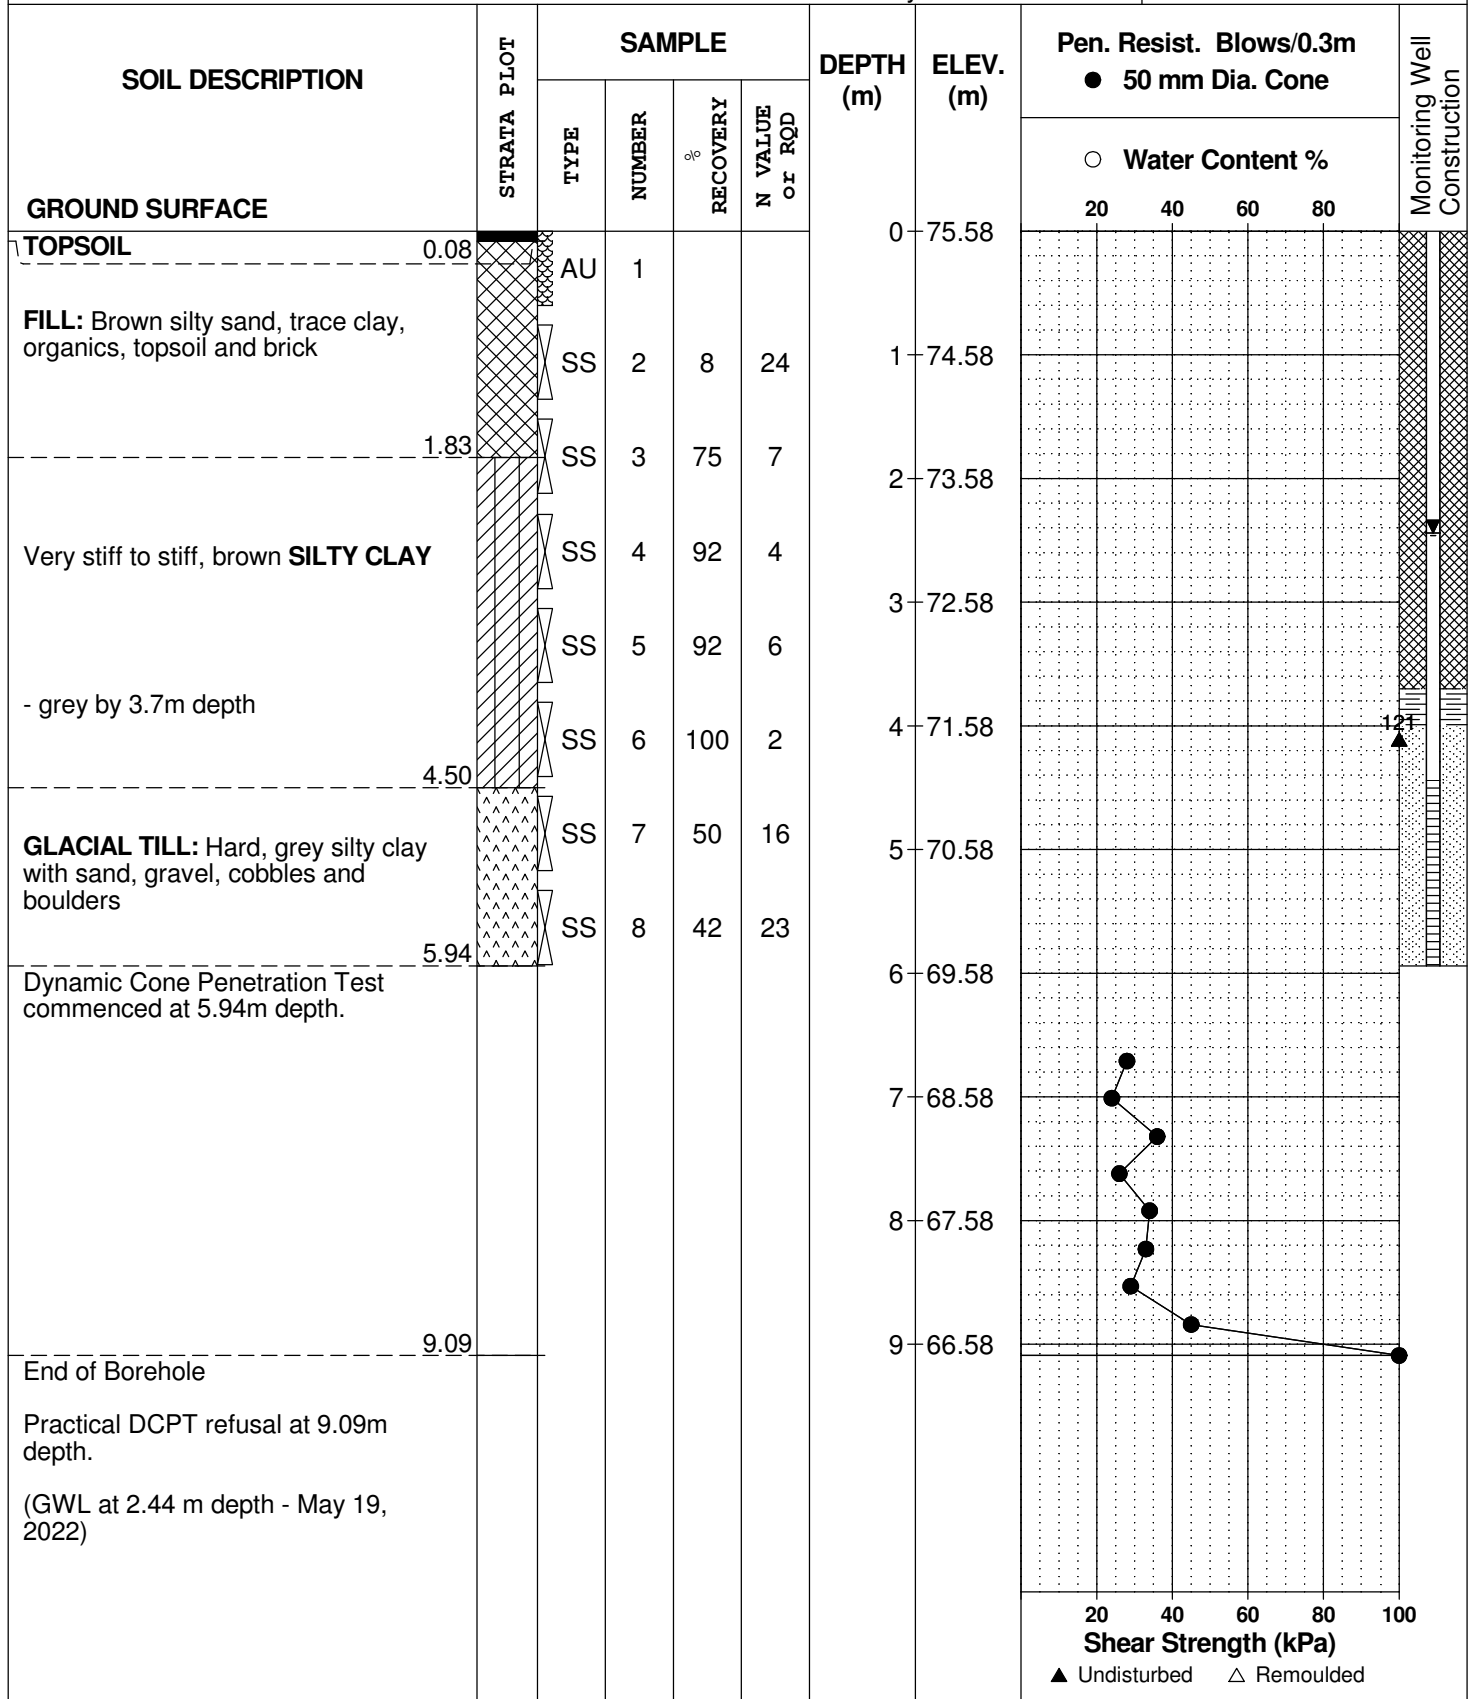 SOIL DESCRIPTION
GROUND SURFACE
STRATA PLOT
SAMPLE
TYPE
NUMBER
%
RECOVERY
N VALUE
or RQD
DEPTH
(m)
ELEV.
(m)
Pen. Resist. Blows/0.3m
● 50 mm Dia. Cone
○ Water Content %
20 40 60 80
Monitoring Well
Construction
TOPSOIL 0.08
0 75.58
AU 1
FILL: Brown silty sand, trace clay,
organics, topsoil and brick
SS 2 8 24
1 74.58
1.83
SS 3 75 7
2 73.58
Very stiff to stiff, brown SILTY CLAY
SS 4 92 4
3 72.58
SS 5 92 6
- grey by 3.7m depth
4 71.58
121
SS 6 100 2
4.50
GLACIAL TILL: Hard, grey silty clay
with sand, gravel, cobbles and
boulders
SS 7 50 16
5 70.58
SS 8 42 23
5.94
6 69.58
Dynamic Cone Penetration Test
commenced at 5.94m depth.
7 68.58
8 67.58
9 66.58
9.09
End of Borehole
Practical DCPT refusal at 9.09m
depth.
(GWL at 2.44 m depth - May 19,
2022)
20 40 60 80 100
Shear Strength (kPa)
▲ Undisturbed △ Remoulded